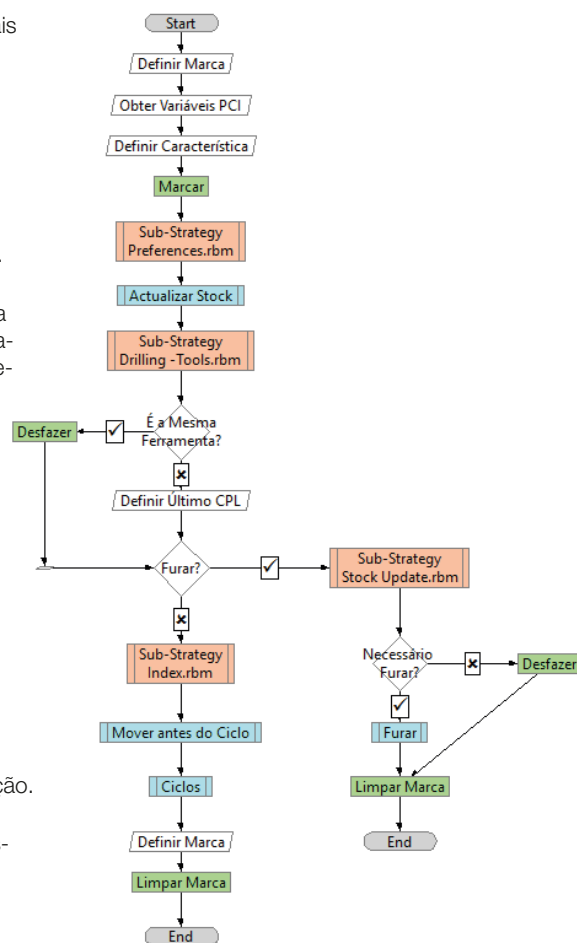 ais
Start
Definir Marca
Obter Variáveis PCI
Definir Característica
Marcar
Sub-Strategy
Preferences.rbm
.
Actualizar Stock
a
a-
Sub-Strategy
Drilling -Tools.rbm
e-
É a Mesma
Ferramenta?
Desfazer
Definir Último CPL
Furar?
Sub-Strategy
Stock Update.rbm
Sub-Strategy
Index.rbm
Necessário
Furar?
Desfazer
Mover antes do Ciclo
Furar
Ciclos
Limpar Marca
ção.
Definir Marca
End
-
Limpar Marca
End